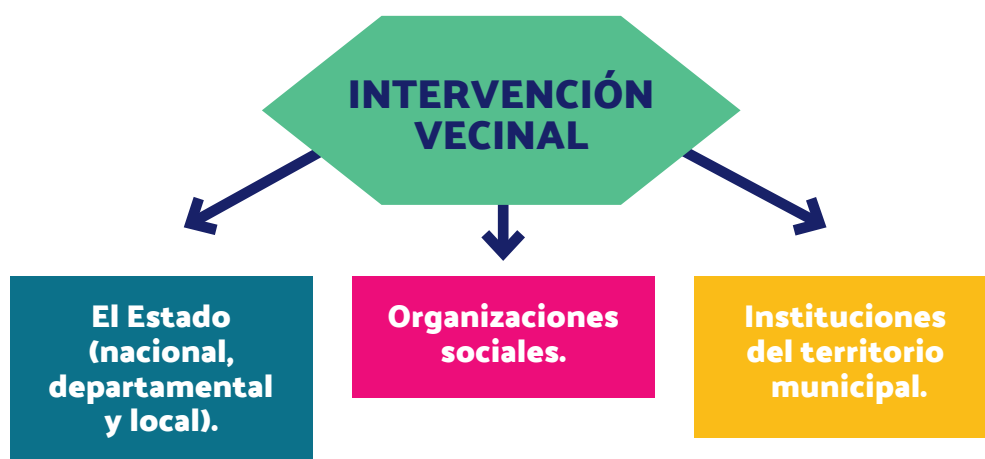 INTERVENCIÓN
VECINAL
El Estado
(nacional,
departamental
y local).
Organizaciones
sociales.
Instituciones
del territorio
municipal.